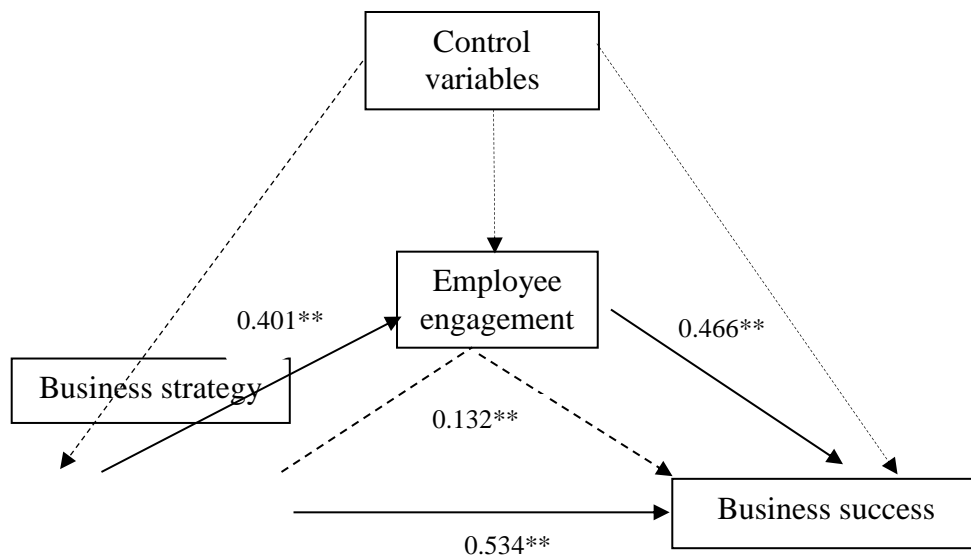 Control
variables
Employee
engagement
0.401**
0.466**
Business strategy
0.132**
Business success
0.534**